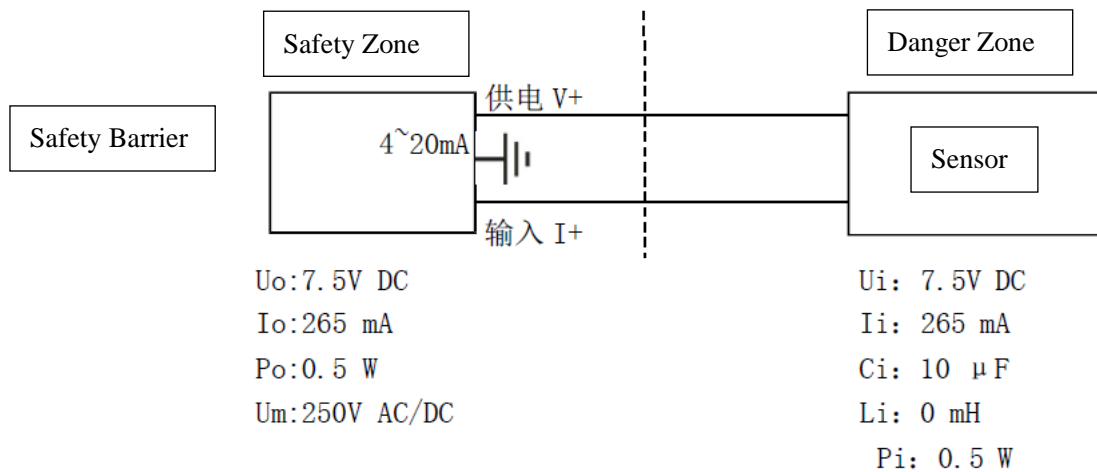 Safety Zone
Danger Zone
Safety Barrier
供电 V+
4~20mA
Sensor
输入 I+
Uo:7.5V DC
Io:265 mA
Po:0.5 W
Um:250V AC/DC
Ui: 7.5V DC
Ii: 265 mA
Ci: 10 μF
Li: 0 mH
Pi: 0.5 W